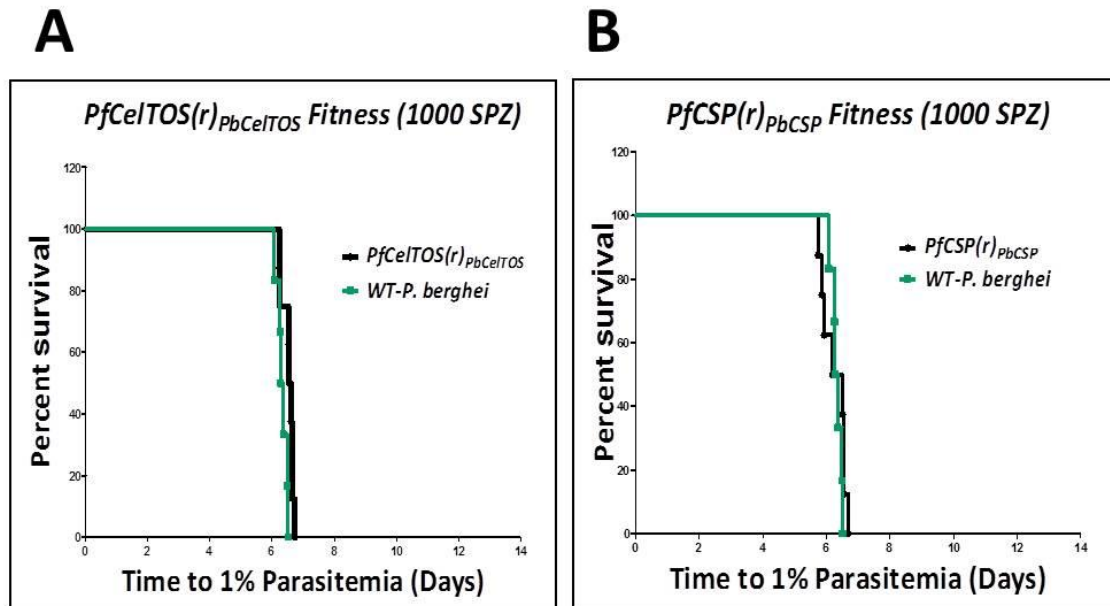 A
PfCelTOS(r)PbCelTOS Fitness (1000 SPZ)
120
100
80
60
40
20
0
Percent survival
PfCelTOS(r)PbCelTOS
WT-P. berghei
0 2 4 6 8 10 12 14
Time to 1% Parasitemia (Days)
B
PfCSP(r)PbCSP Fitness (1000 SPZ)
120
100
80
60
40
20
0
Percent survival
PfCSP(r)PbCSP
WT-P. berghei
0 2 4 6 8 10 12 14
Time to 1% Parasitemia (Days)